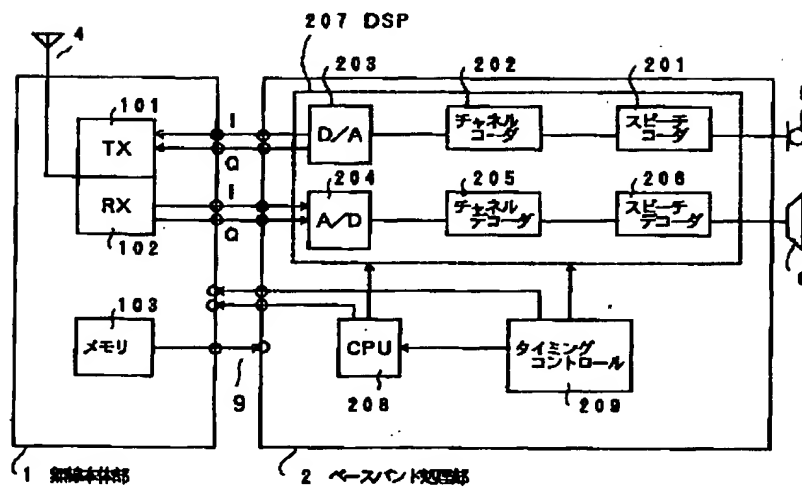 207 DSP
4
203
202
201
101
TX
I
Q
D/A
チャネル
コーダ
スピーチ
コーダ
204
205
206
RX
I
Q
A/D
チャネル
デコーダ
スピーチ
デコーダ
102
103
メモリ
CPU
タイミング
コントロール
9
208
209
1 無線本体部
2 ベースバンド処理部